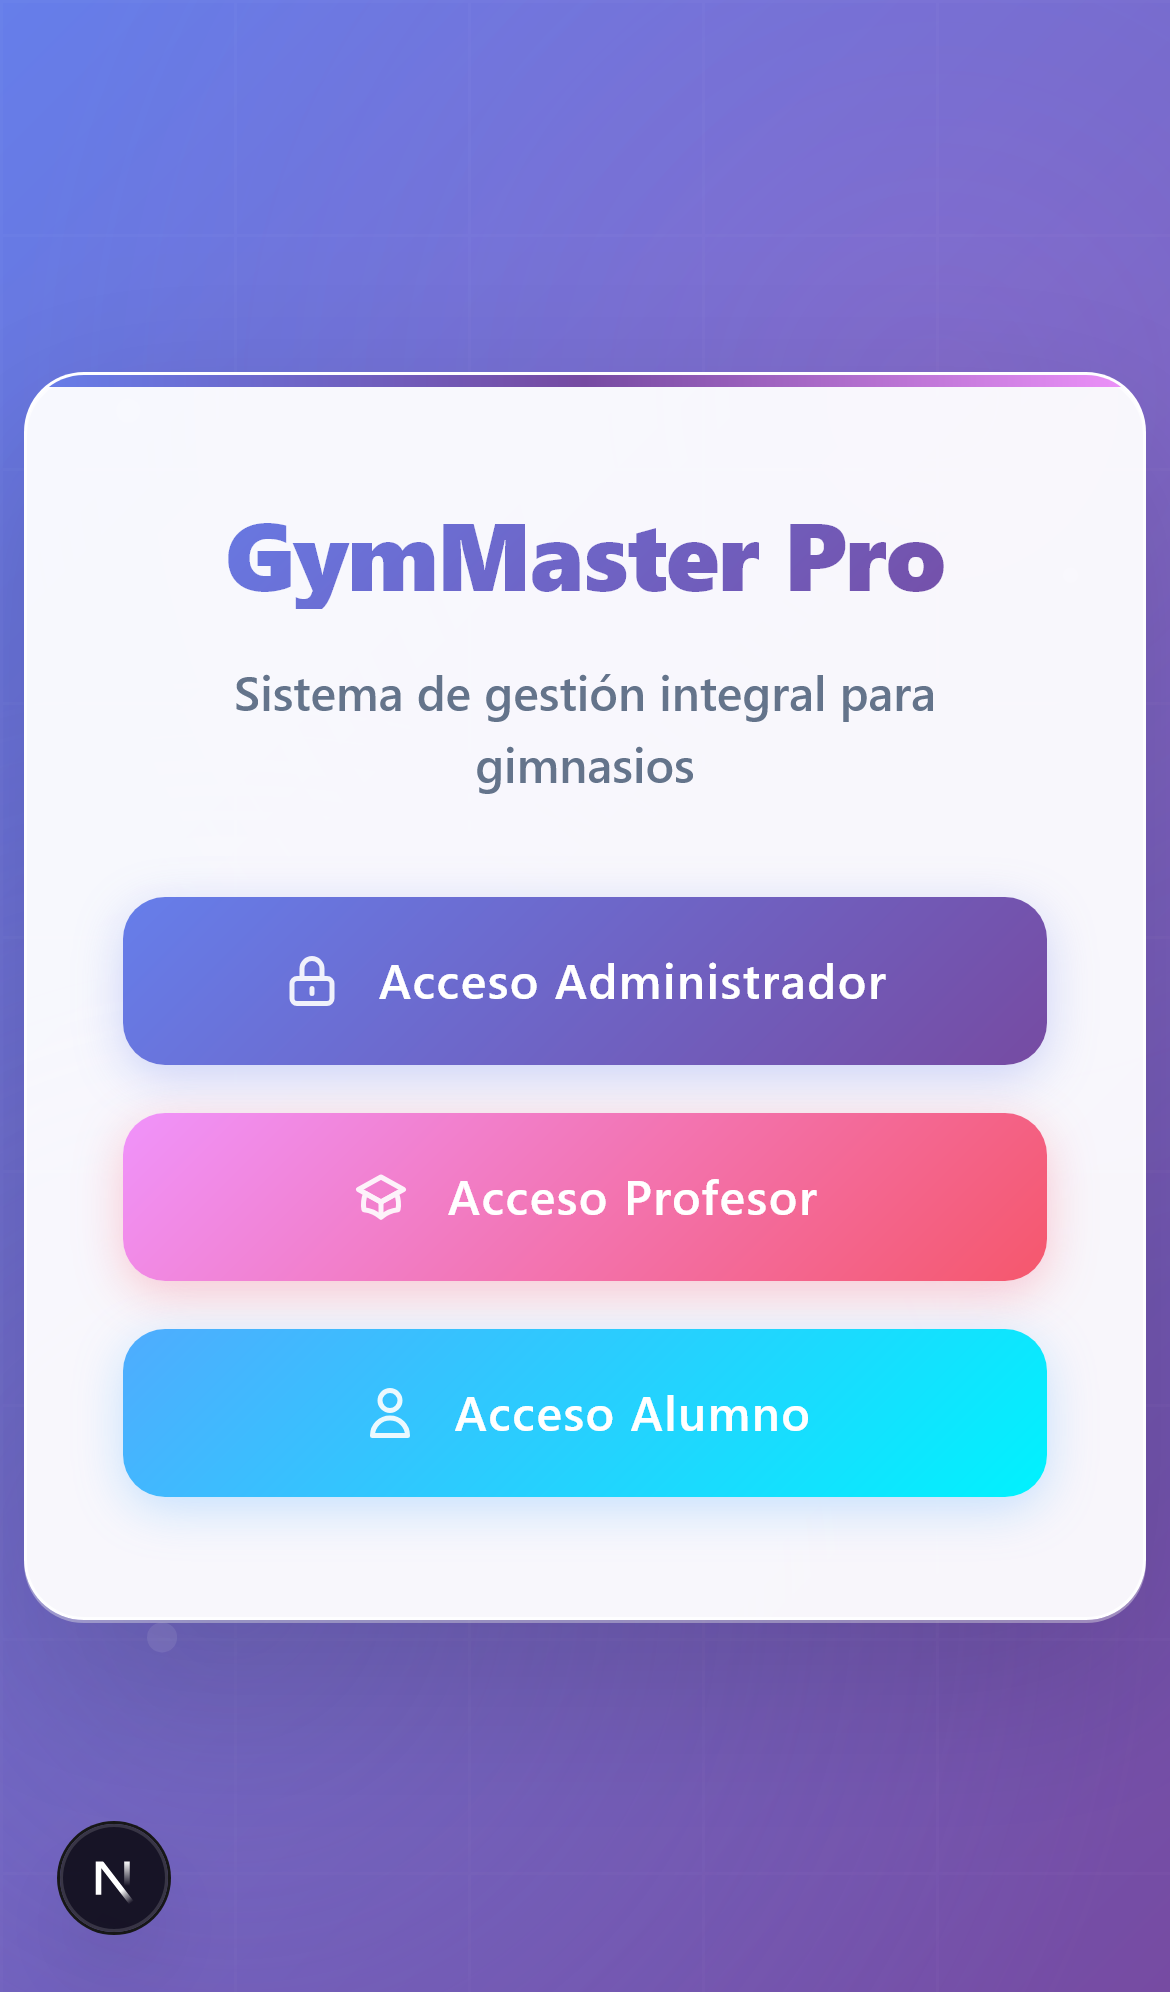 GymMaster Pro
Sistema de gestión integral para
gimnasios
Acceso Administrador
Acceso Profesor
Acceso Alumno
N